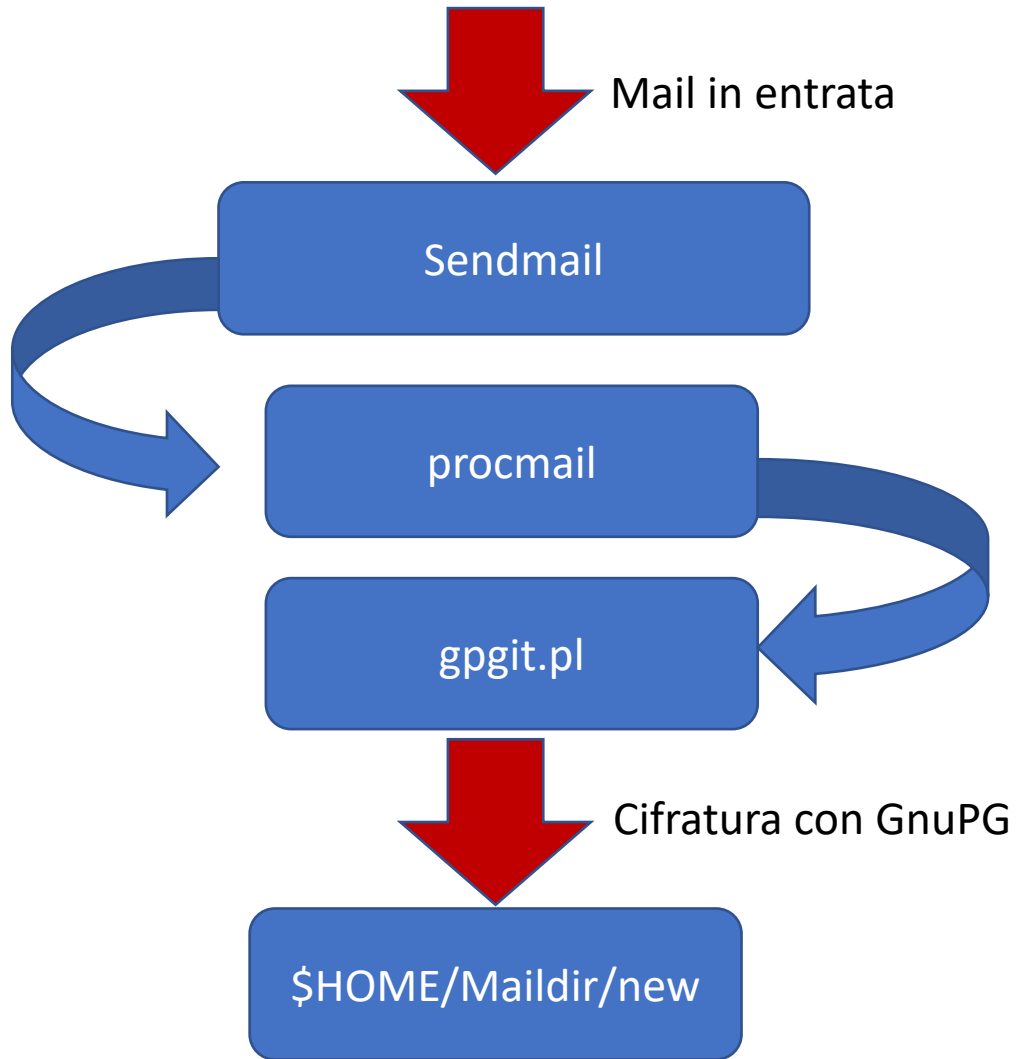 Mail in entrata
Sendmail
procmail
gpgit.pl
Cifratura con GnuPG
$HOME/Maildir/new